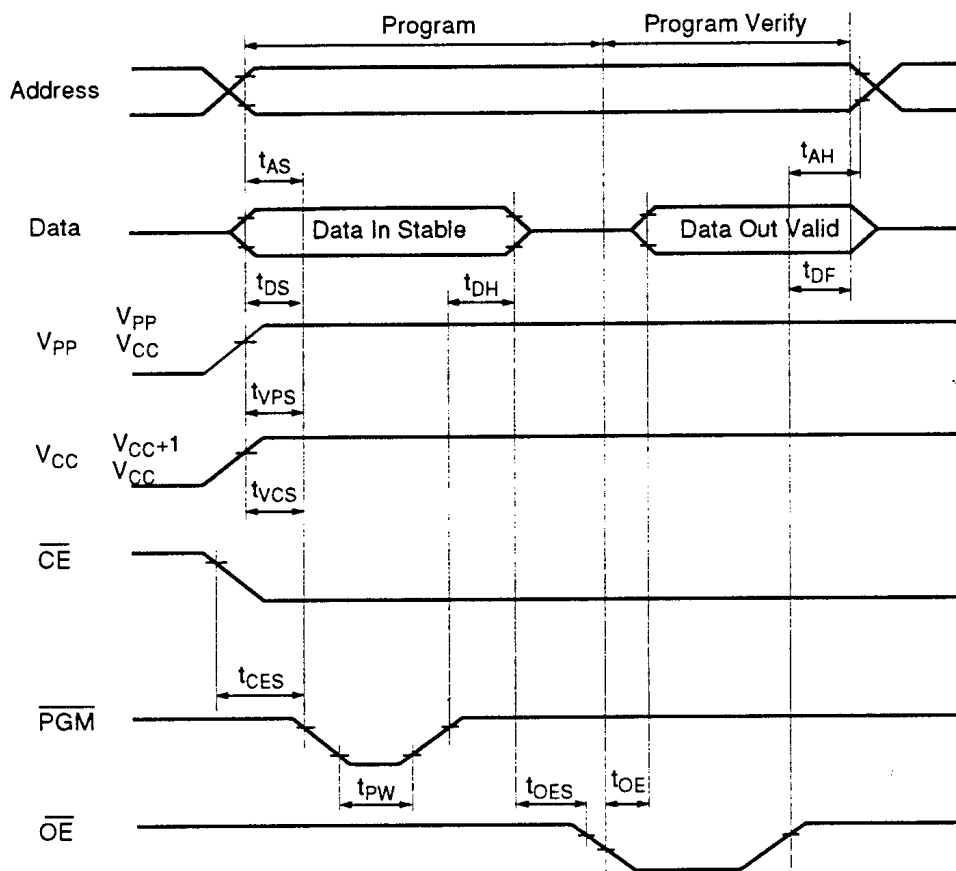 Program
Program Verify
Address
tAS
tAH
Data
Data In Stable
Data Out Valid
tDS
tDH
tDF
VPP
VPP
VCC
tVPS
VCC
VCC+1
VCC
tVCS
CE
tCES
PGM
tPW
tOES
tOE
OE